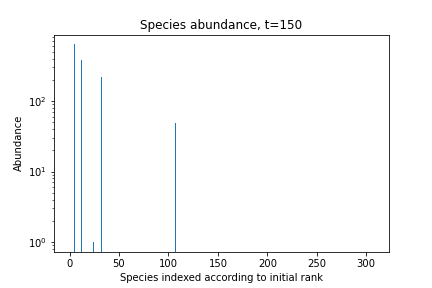 Species abundance, t=150
Abundance
10²
10¹
10⁰
0 50 100 150 200 250 300
Species indexed according to initial rank